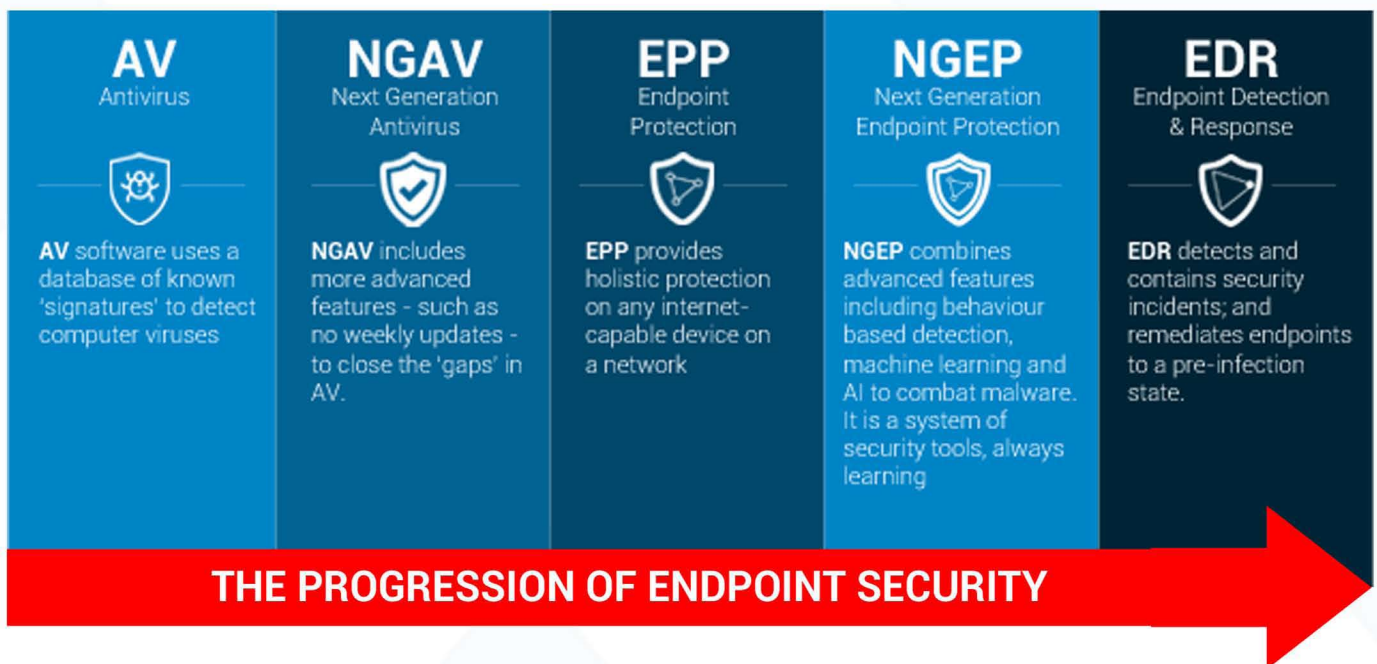 AV
Antivirus
AV software uses a
database of known
'signatures' to detect
computer viruses
NGAV
Next Generation
Antivirus
NGAV includes
more advanced
features - such as
no weekly updates -
to close the 'gaps' in
AV.
EPP
Endpoint
Protection
EPP provides
holistic protection
on any internet-
capable device on
a network
NGEP
Next Generation
Endpoint Protection
NGEP combines
advanced features
including behaviour
based detection,
machine learning and
AI to combat malware.
It is a system of
security tools, always
learning
EDR
Endpoint Detection
& Response
EDR detects and
contains security
incidents; and
remediates endpoints
to a pre-infection
state.
THE PROGRESSION OF ENDPOINT SECURITY